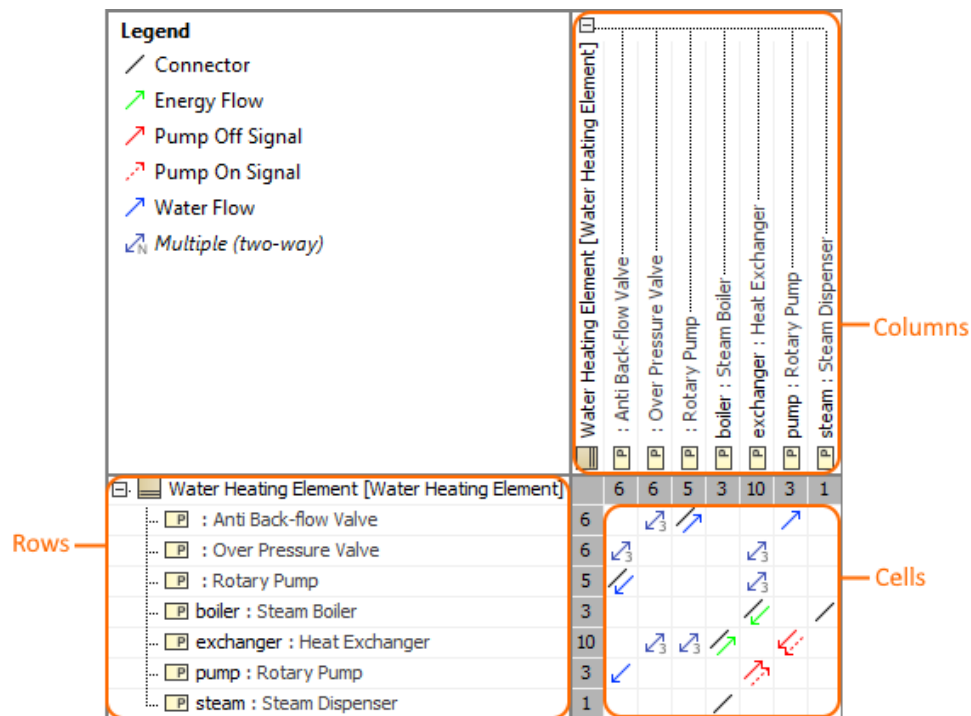 Legend
Connector
Energy Flow
Pump Off Signal
Pump On Signal
Water Flow
N Multiple (two-way)
Water Heating Element [Water Heating Element]
P : Anti Back-flow Valve
P : Over Pressure Valve
P : Rotary Pump
P boiler : Steam Boiler
P exchanger : Heat Exchanger
P pump : Rotary Pump
P steam : Steam Dispenser
Columns
Water Heating Element [Water Heating Element] 6 6 5 3 10 3 1
P : Anti Back-flow Valve 6 3
P : Over Pressure Valve 6 3 3
P : Rotary Pump 5 3
P boiler : Steam Boiler 3
P exchanger : Heat Exchanger 10 3 3
P pump : Rotary Pump 3
P steam : Steam Dispenser 1
Rows
Cells